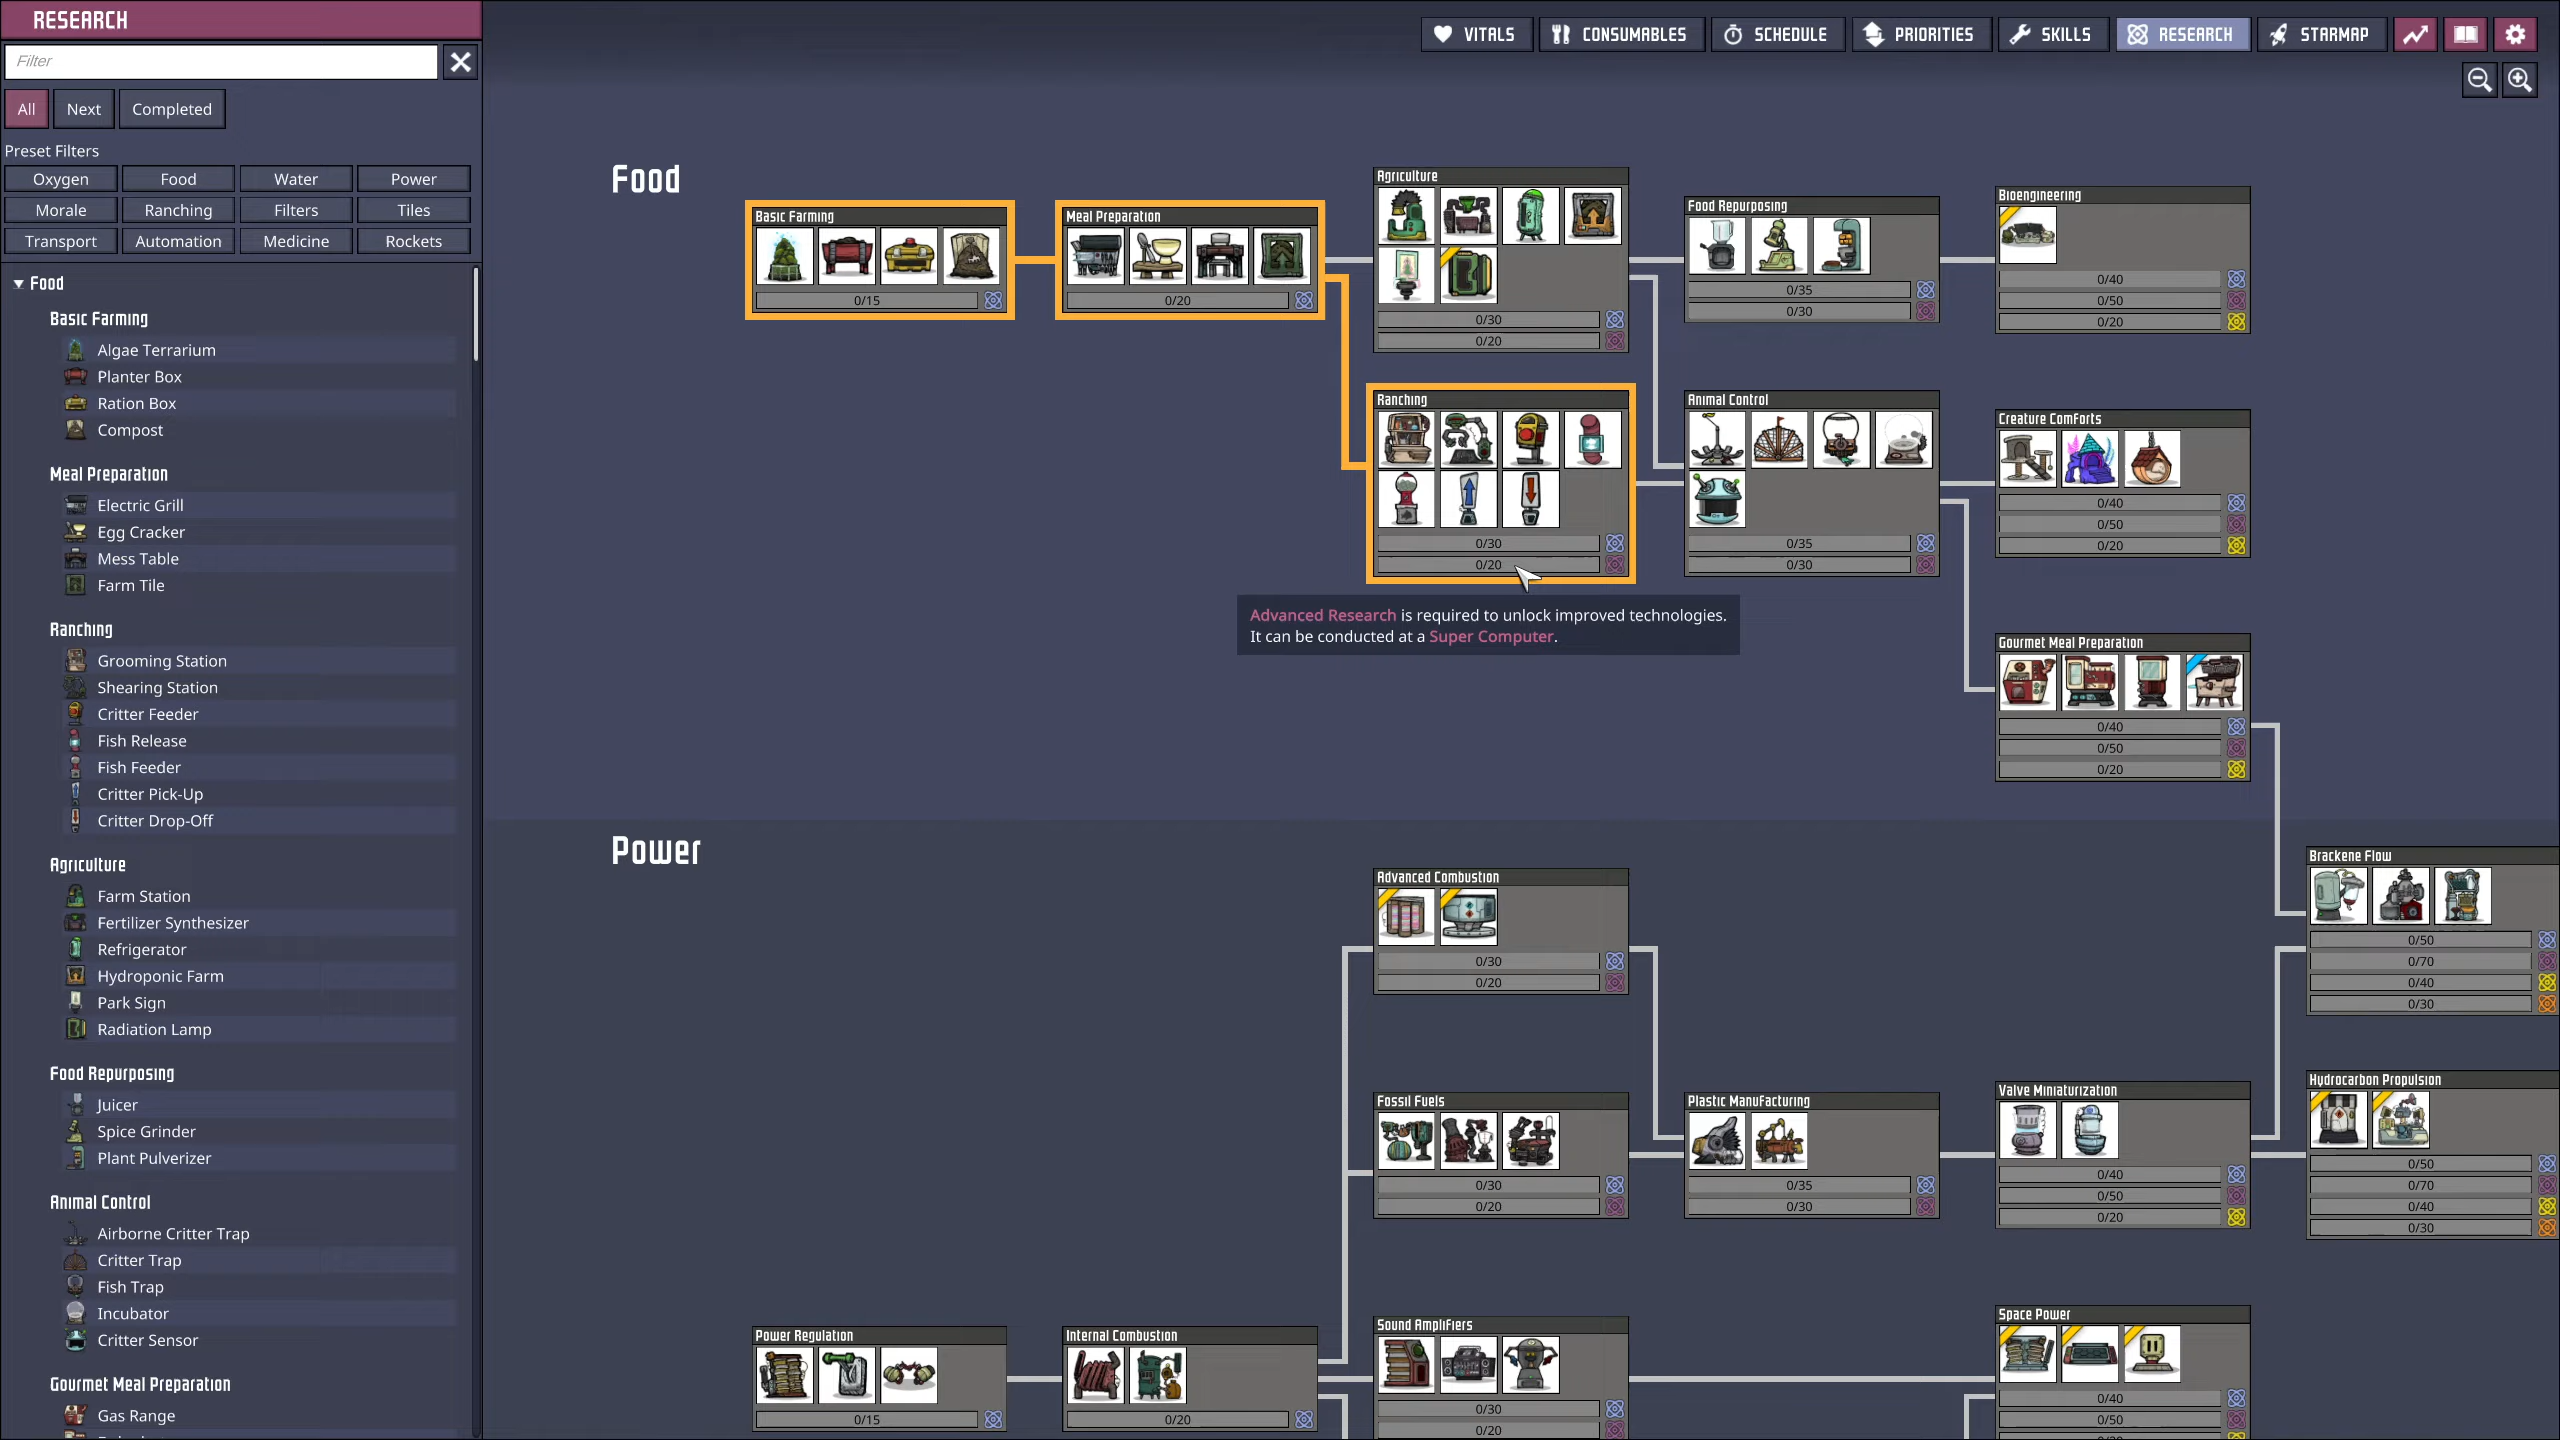 RESEARCH
Filter
All Next Completed
Preset Filters
Oxygen Food Water Power
Morale Ranching Filters Tiles
Transport Automation Medicine Rockets
Food
Basic Farming
Algae Terrarium
Planter Box
Ration Box
Compost
Meal Preparation
Electric Grill
Egg Cracker
Mess Table
Farm Tile
Ranching
Grooming Station
Shearing Station
Critter Feeder
Fish Release
Fish Feeder
Critter Pick-Up
Critter Drop-Off
Agriculture
Farm Station
Fertilizer Synthesizer
Refrigerator
Hydroponic Farm
Park Sign
Radiation Lamp
Food Repurposing
Juicer
Spice Grinder
Plant Pulverizer
Animal Control
Airborne Critter Trap
Critter Trap
Fish Trap
Incubator
Critter Sensor
Gourmet Meal Preparation
Gas Range
VITALS CONSUMABLES SCHEDULE PRIORITIES SKILLS RESEARCH STARMAP
Food
Basic Farming
0/15
Meal Preparation
0/20
Agriculture
0/30
0/20
Food Repurposing
0/35
0/30
Bioengineering
0/40
0/50
0/20
Ranching
0/30
0/20
Animal Control
0/35
0/30
Creature Comforts
0/40
0/50
0/20
Advanced Research is required to unlock improved technologies.
It can be conducted at a Super Computer.
Gourmet Meal Preparation
0/40
0/50
0/20
Power
Advanced Combustion
0/30
0/20
Brackene Flow
0/50
0/70
0/40
0/30
Fossil Fuels
0/30
0/20
Plastic Manufacturing
0/35
0/30
Valve Miniaturization
0/40
0/50
0/20
Hydrocarbon Propulsion
0/50
0/70
0/40
0/30
Power Regulation
0/15
Internal Combustion
0/20
Sound Amplifiers
0/30
0/20
Space Power
0/40
0/50